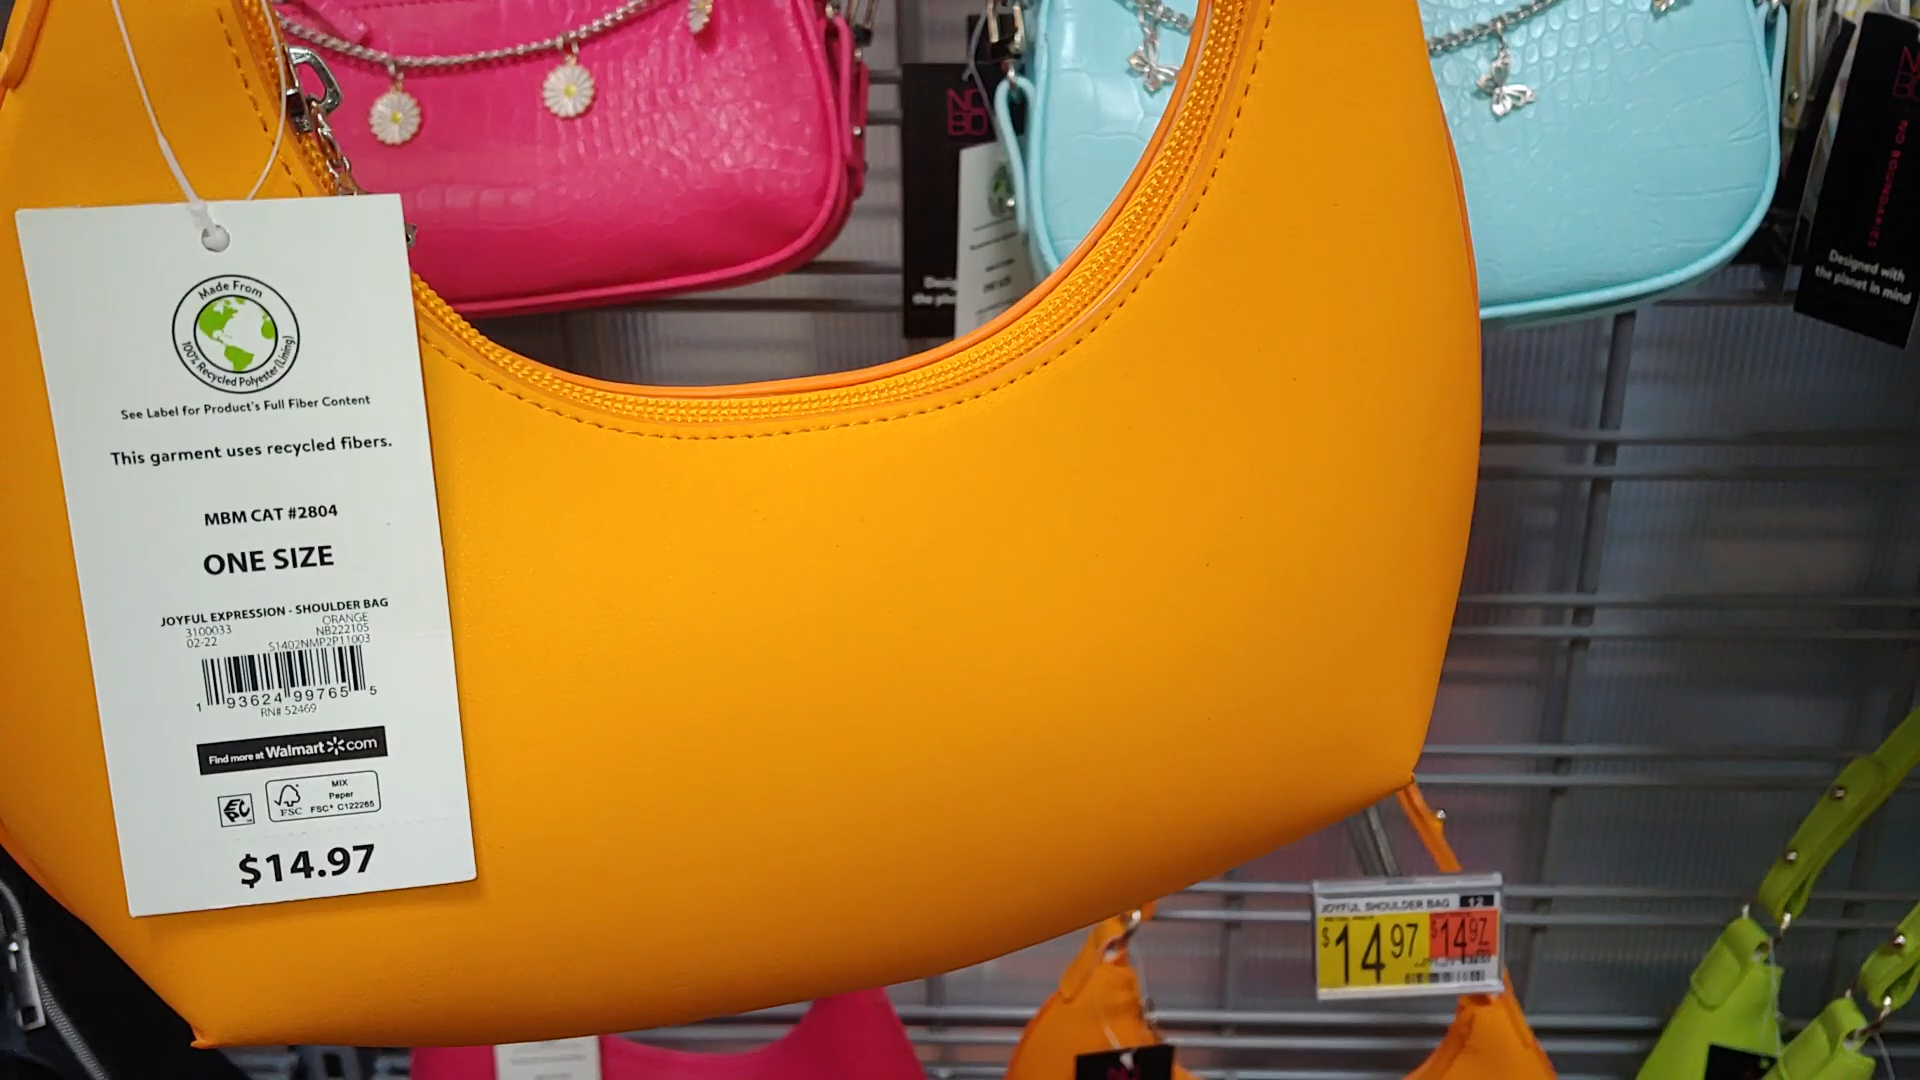 Made From
100% Recycled Polyester (Lining)
See Label for Product's Full Fiber Content
This garment uses recycled fibers.
MBM CAT #2804
ONE SIZE
JOYFUL EXPRESSION - SHOULDER BAG
3100033 ORANGE
02-22 NB222105
S1402NMP2P11003
1 93624 99765 5
RN# 52469
Find more at Walmart.com
MIX
Paper
FSC FSC® C122265
$14.97
NO
BO
Designed with
the planet in mind
JOYFUL SHOULDER BAG 12
$14.97 $14.97